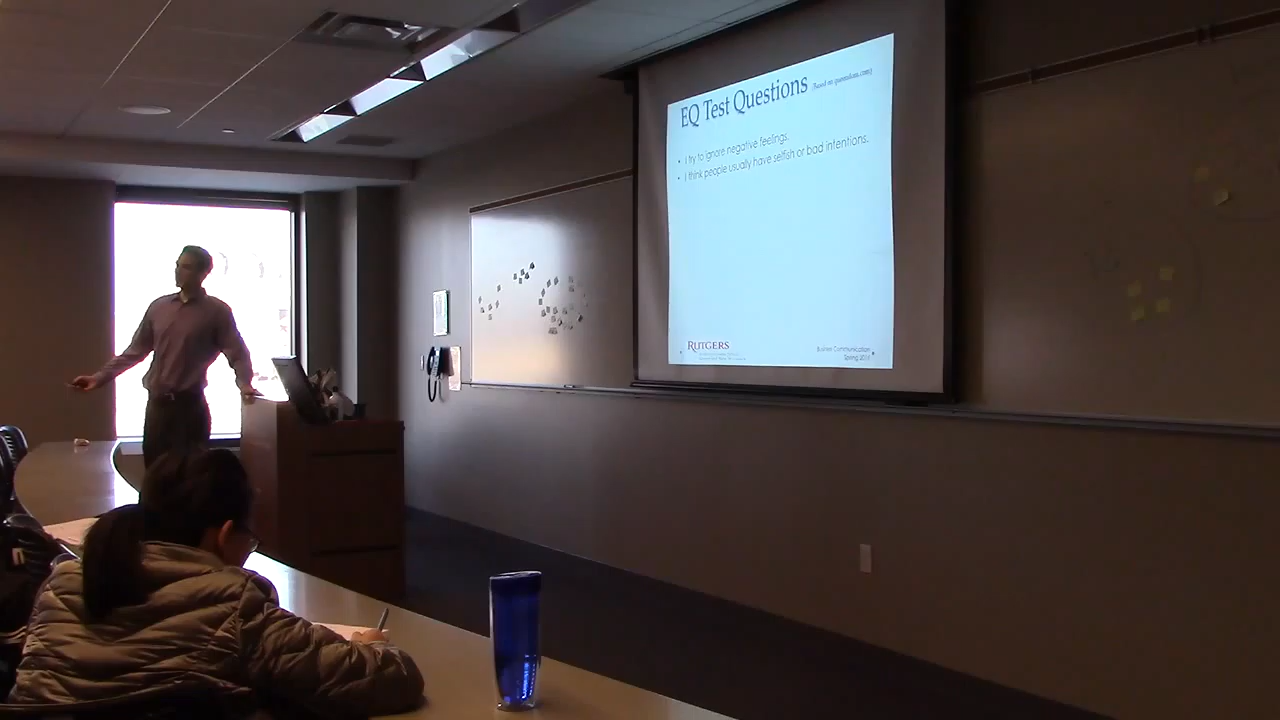 EQ Test Questions
• I try to ignore negative feelings.
• I think people usually have selfish or bad intentions.
RUTGERS
Business Communication